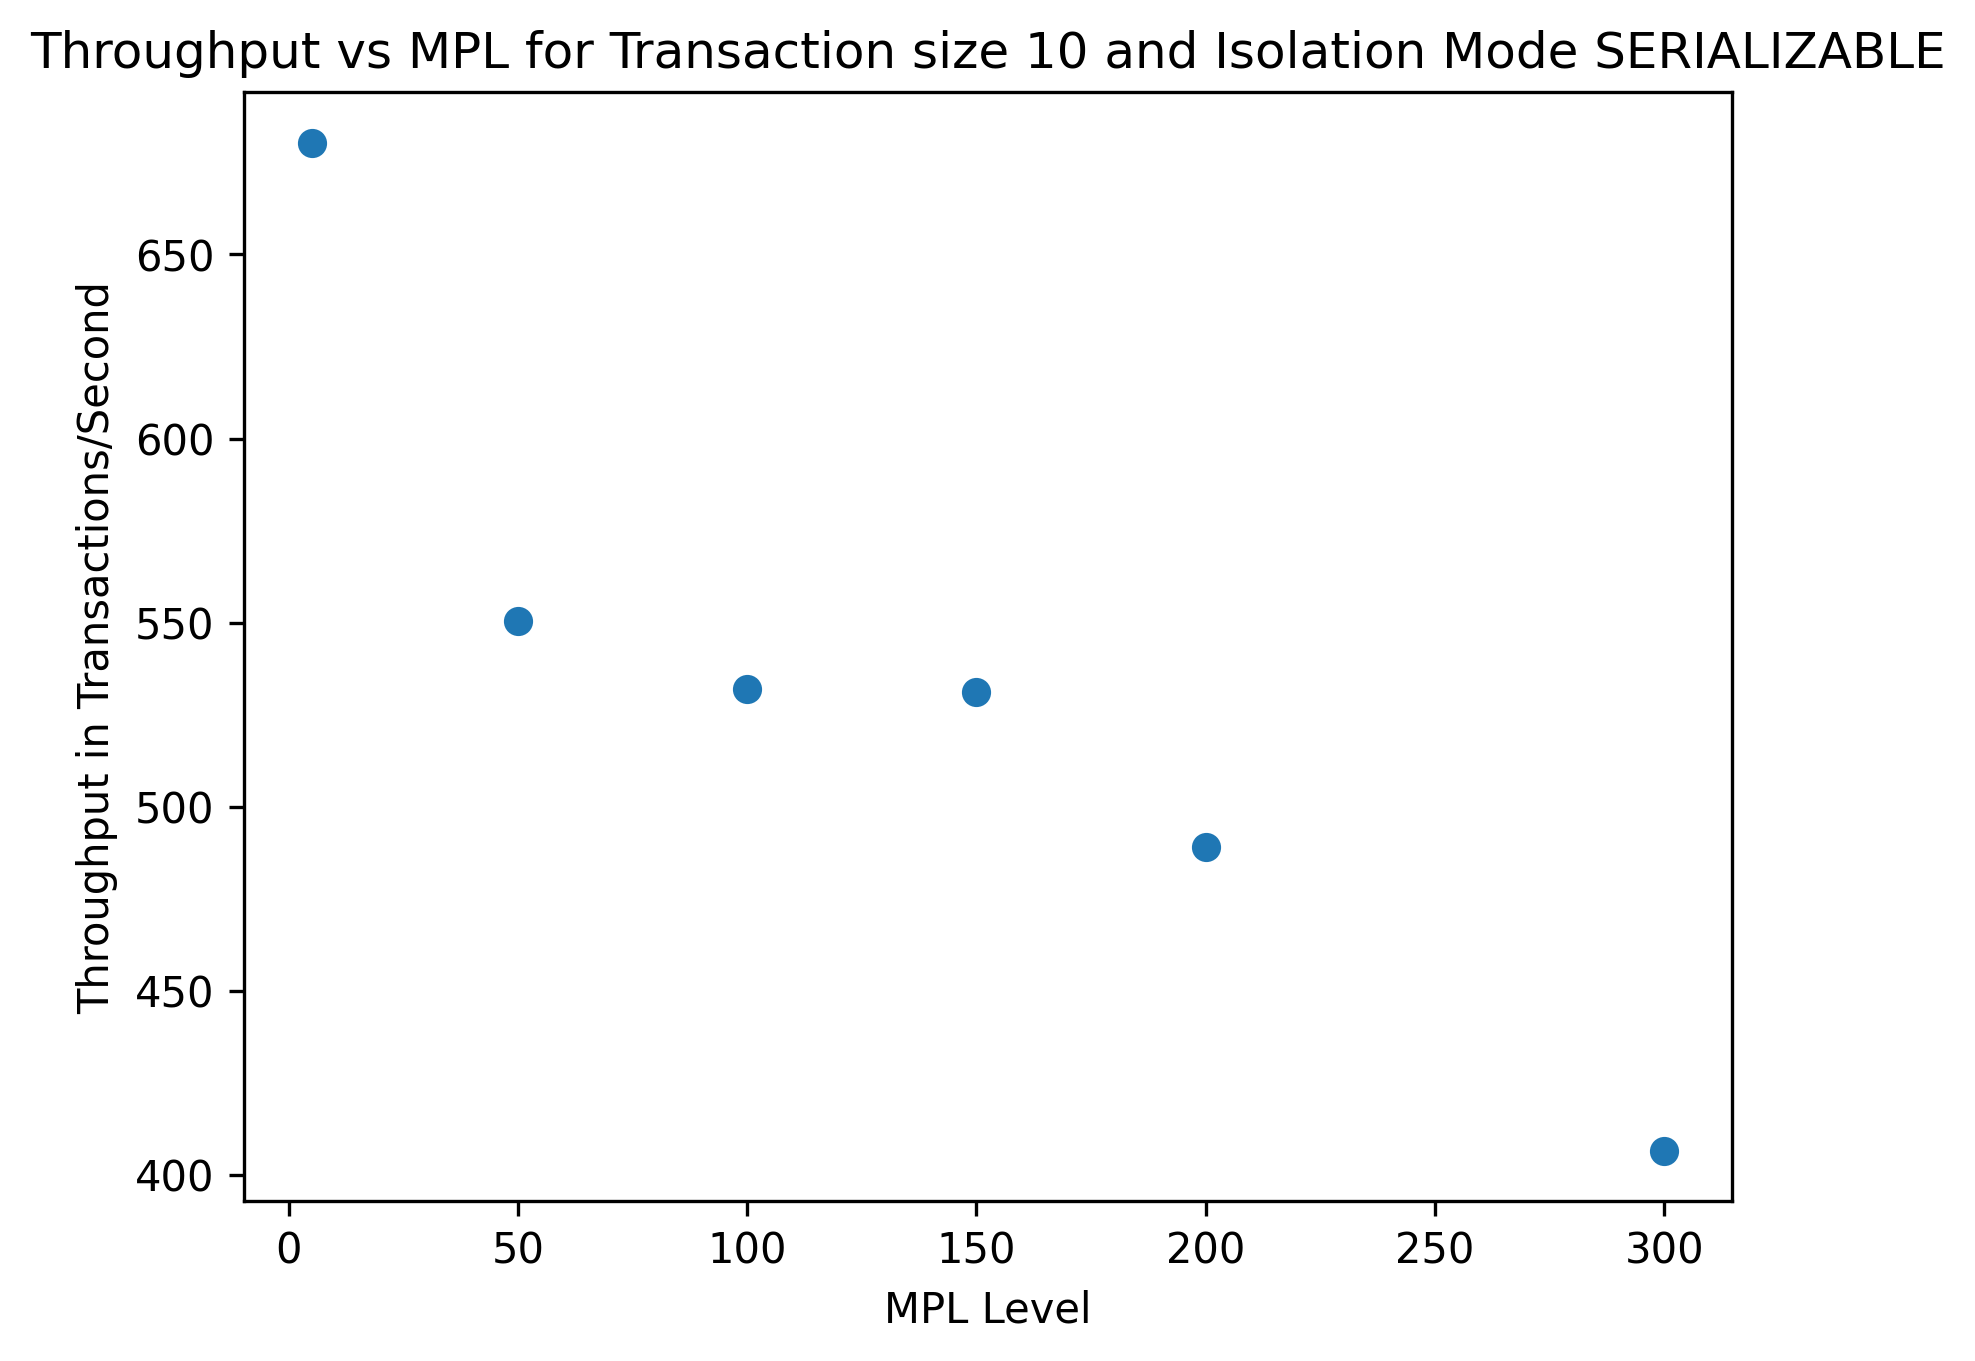 Throughput vs MPL for Transaction size 10 and Isolation Mode SERIALIZABLE
Throughput in Transactions/Second
650
600
550
500
450
400
0 50 100 150 200 250 300
MPL Level